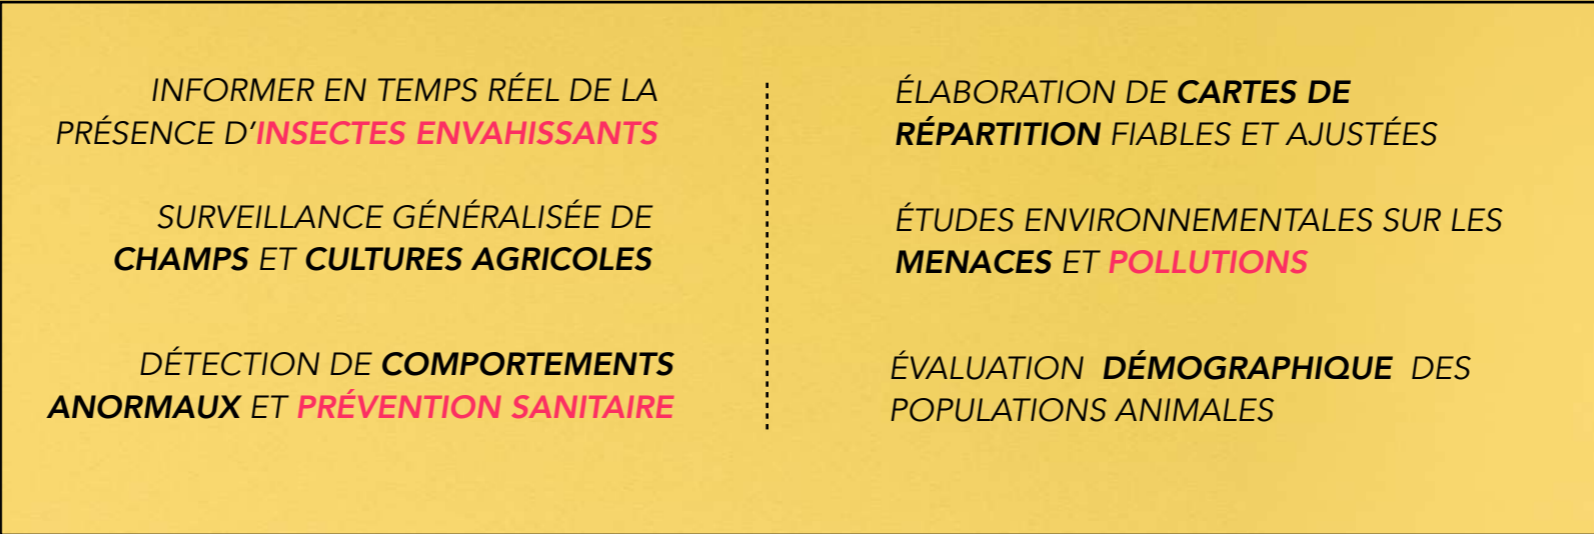 INFORMER EN TEMPS RÉEL DE LA
PRÉSENCE D'INSECTES ENVAHISSANTS
SURVEILLANCE GÉNÉRALISÉE DE
CHAMPS ET CULTURES AGRICOLES
DÉTECTION DE COMPORTEMENTS
ANORMAUX ET PRÉVENTION SANITAIRE
ÉLABORATION DE CARTES DE
RÉPARTITION FIABLES ET AJUSTÉES
ÉTUDES ENVIRONNEMENTALES SUR LES
MENACES ET POLLUTIONS
ÉVALUATION DÉMOGRAPHIQUE DES
POPULATIONS ANIMALES